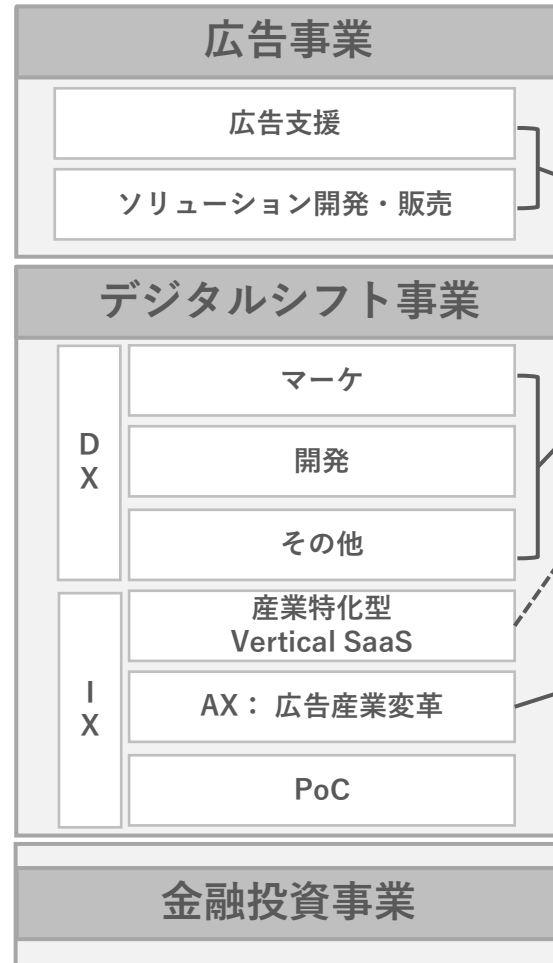 広告事業
広告支援
ソリューション開発・販売
デジタルシフト事業
DX
マーケ
開発
その他
IX
産業特化型
Vertical SaaS
AX： 広告産業変革
PoC
金融投資事業